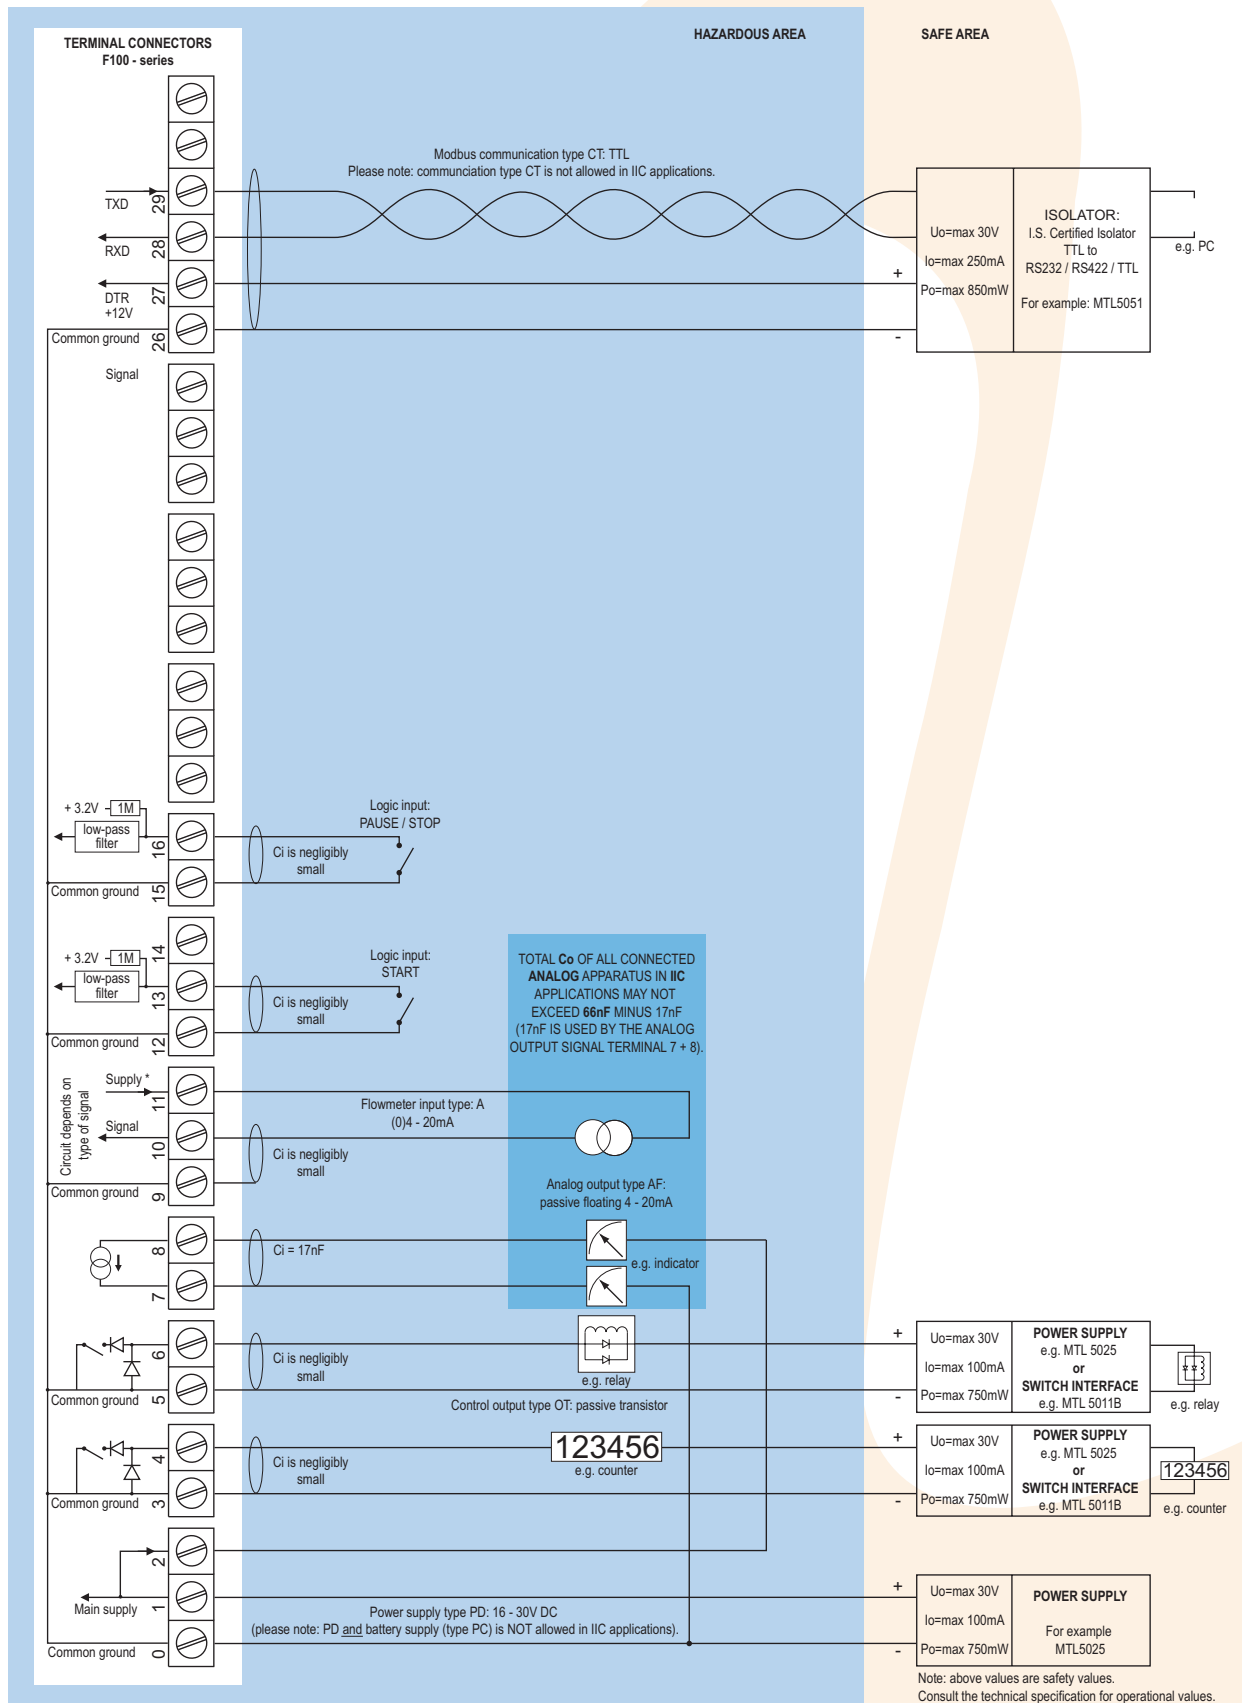 HAZARDOUS AREA
SAFE AREA
TERMINAL CONNECTORS
F100 - series
Modbus communication type CT: TTL
Please note: communciation type CT is not allowed in IIC applications.
TXD
29
RXD
28
DTR
+12V
27
Common ground
26
+
-
Uo=max 30V
Io=max 250mA
Po=max 850mW
ISOLATOR:
I.S. Certified Isolator
TTL to
RS232 / RS422 / TTL
For example: MTL5051
e.g. PC
Signal
+ 3.2V
1M
low-pass
filter
16
Common ground
15
Logic input:
PAUSE / STOP
Ci is negligibly
small
14
+ 3.2V
1M
low-pass
filter
13
Common ground
12
Logic input:
START
Ci is negligibly
small
TOTAL Co OF ALL CONNECTED
ANALOG APPARATUS IN IIC
APPLICATIONS MAY NOT
EXCEED 66nF MINUS 17nF
(17nF IS USED BY THE ANALOG
OUTPUT SIGNAL TERMINAL 7 + 8).
Circuit depends on
type of signal
Supply *
11
Signal
10
Common ground
9
Flowmeter input type: A
(0)4 - 20mA
Ci is negligibly
small
Analog output type AF:
passive floating 4 - 20mA
8
7
Ci = 17nF
e.g. indicator
6
Common ground
5
Ci is negligibly
small
e.g. relay
Control output type OT: passive transistor
+
-
Uo=max 30V
Io=max 100mA
Po=max 750mW
POWER SUPPLY
e.g. MTL 5025
or
SWITCH INTERFACE
e.g. MTL 5011B
e.g. relay
4
Common ground
3
Ci is negligibly
small
123456
e.g. counter
+
-
Uo=max 30V
Io=max 100mA
Po=max 750mW
POWER SUPPLY
e.g. MTL 5025
or
SWITCH INTERFACE
e.g. MTL 5011B
123456
e.g. counter
2
Main supply
1
Common ground
0
Power supply type PD: 16 - 30V DC
(please note: PD and battery supply (type PC) is NOT allowed in IIC applications).
+
-
Uo=max 30V
Io=max 100mA
Po=max 750mW
POWER SUPPLY
For example
MTL5025
Note: above values are safety values.
Consult the technical specification for operational values.